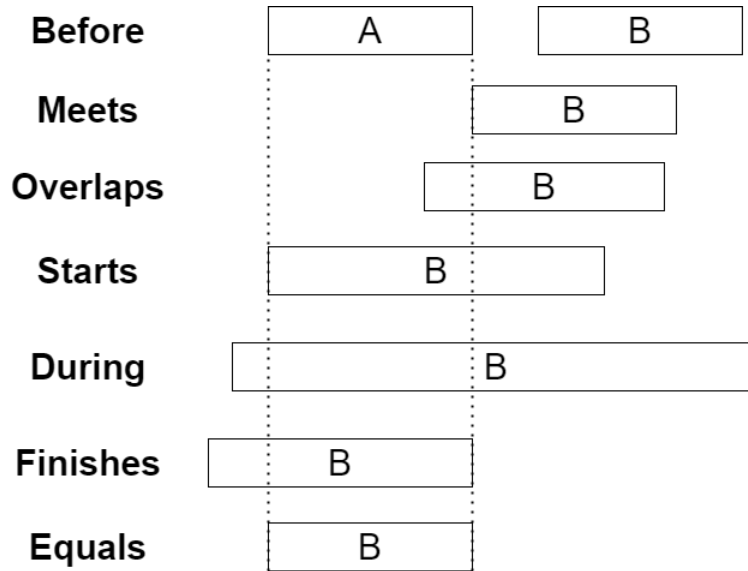 Before A B
Meets B
Overlaps B
Starts B
During B
Finishes B
Equals B